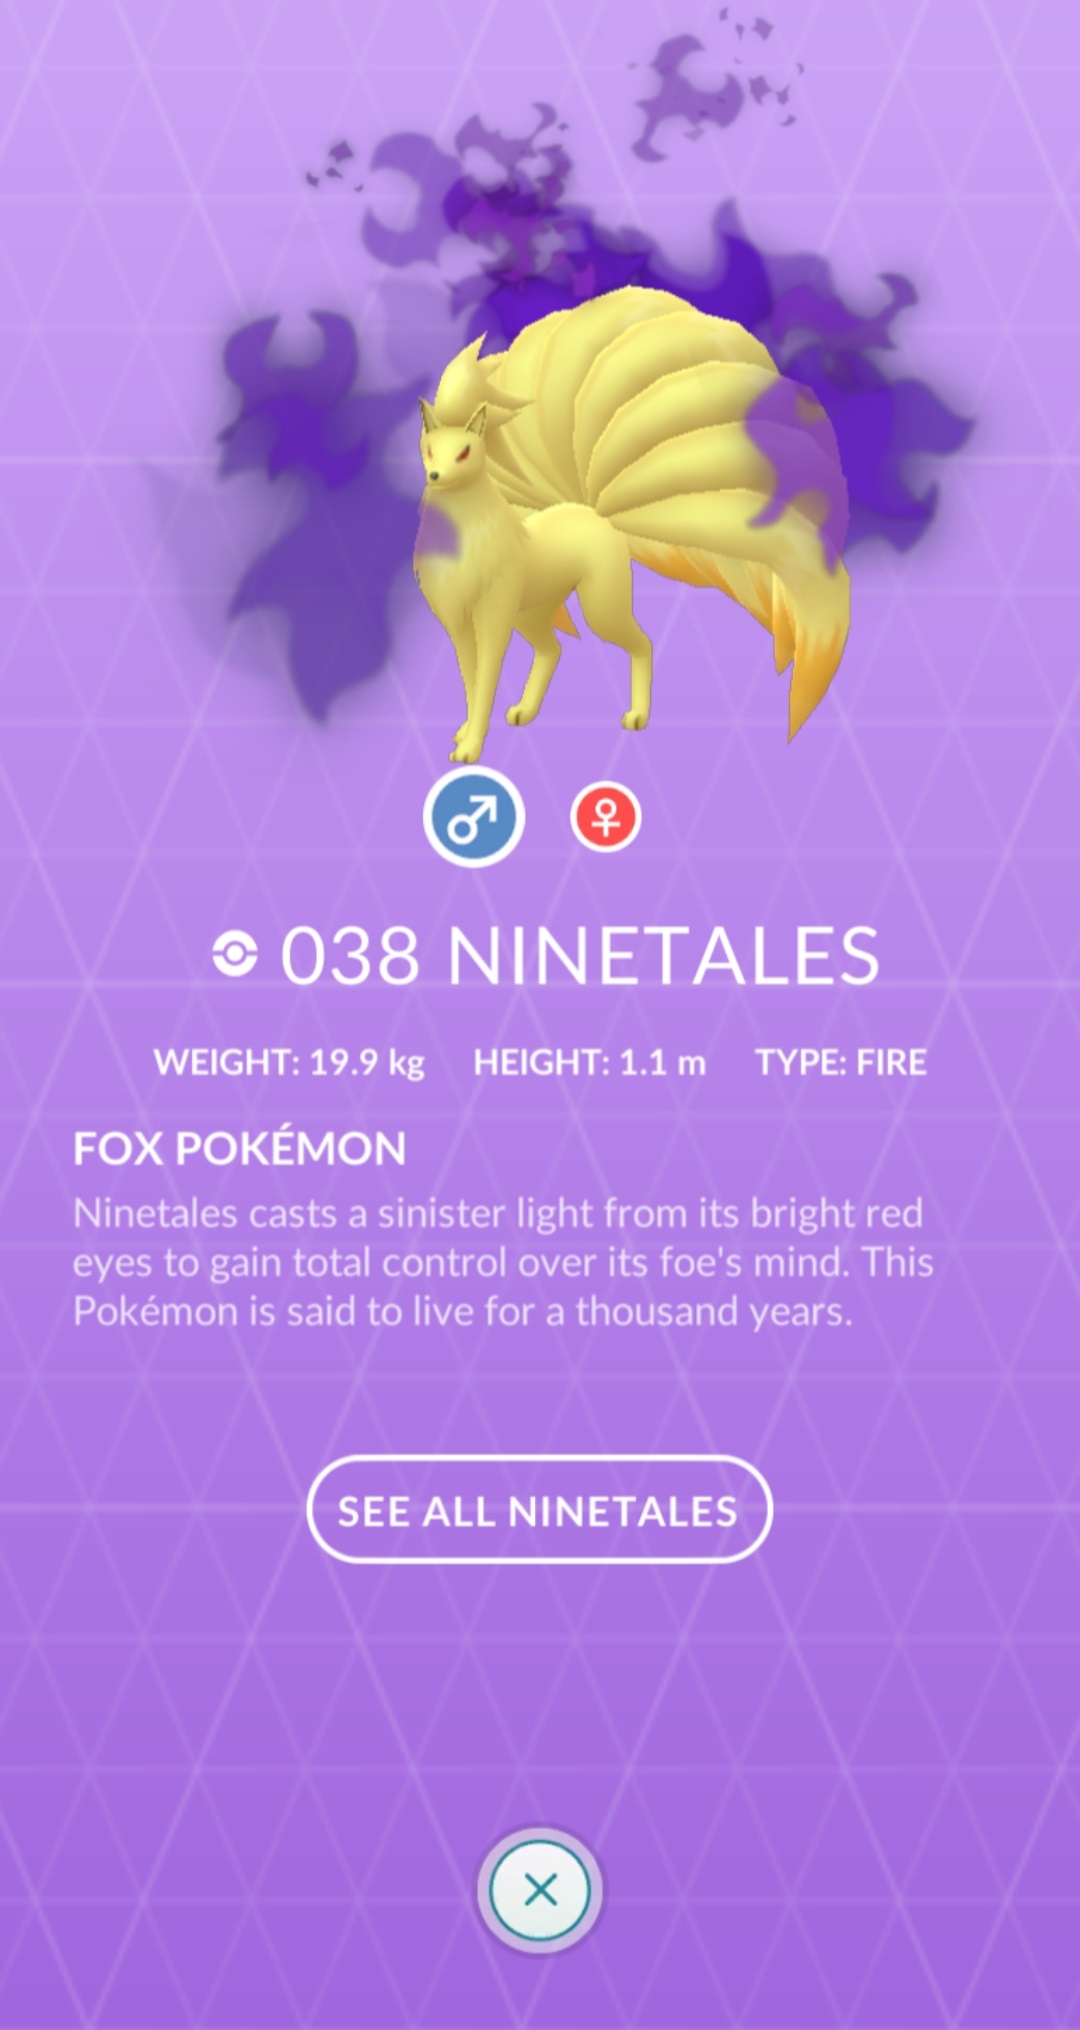 038 NINETALES
WEIGHT: 19.9 kg HEIGHT: 1.1 m TYPE: FIRE
FOX POKÉMON
Ninetales casts a sinister light from its bright red
eyes to gain total control over its foe's mind. This
Pokémon is said to live for a thousand years.
SEE ALL NINETALES